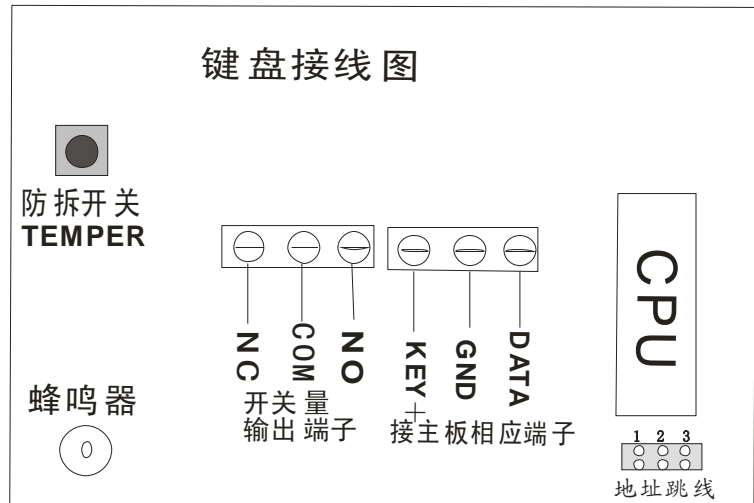 键盘接线图
防拆开关
TEMPER
NC
COM
NO
KEY+
GND
DATA
开关量
输出端子
接主板相应端子
CPU
蜂鸣器
1 2 3
地址跳线